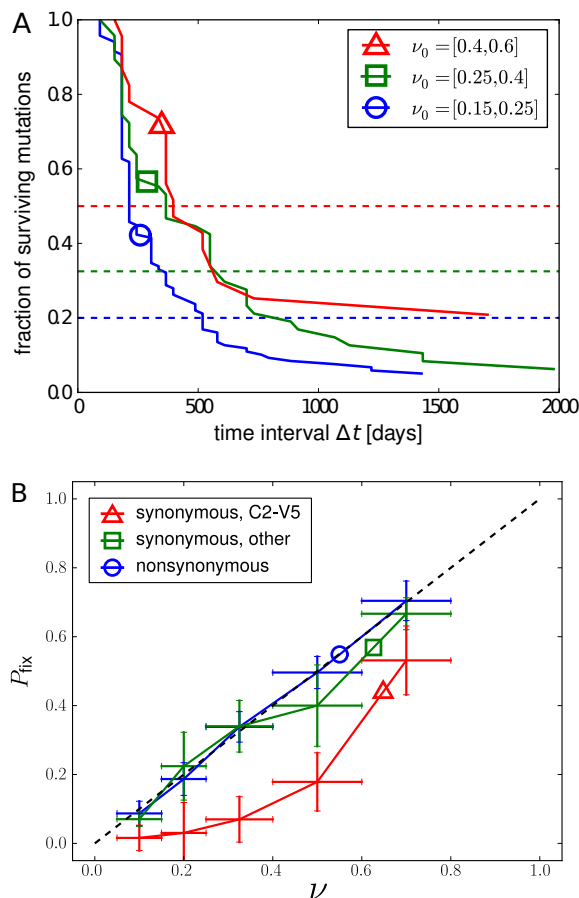 A
1.0
0.8
0.6
0.4
0.2
0.0
fraction of surviving mutations
ν₀ =[0.4,0.6]
ν₀ =[0.25,0.4]
ν₀ =[0.15,0.25]
0 500 1000 1500 2000
time interval Δt [days]
B
1.0
0.8
0.6
0.4
0.2
0.0
P_fix
synonymous, C2-V5
synonymous, other
nonsynonymous
0.0 0.2 0.4 0.6 0.8 1.0
ν